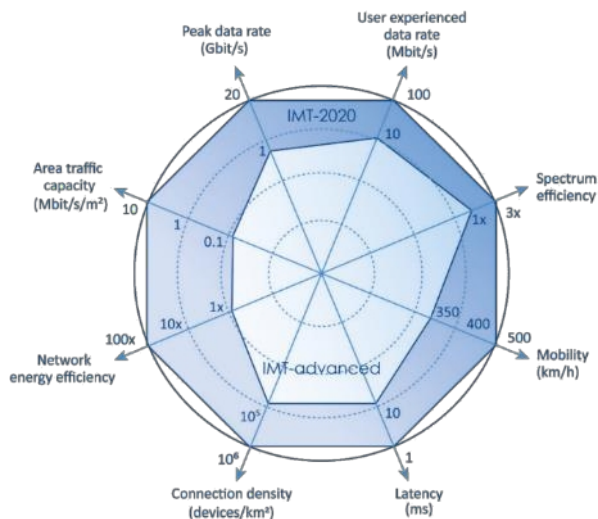 Peak data rate
(Gbit/s)
User experienced
data rate
(Mbit/s)
20
100
IMT-2020
1
10
Area traffic
capacity
(Mbit/s/m²)
Spectrum
efficiency
10
1
0.1
1x
3x
1x
10x
100x
350
400
500
Network
energy efficiency
Mobility
(km/h)
IMT-advanced
10⁵
10
10⁶
1
Connection density
(devices/km²)
Latency
(ms)